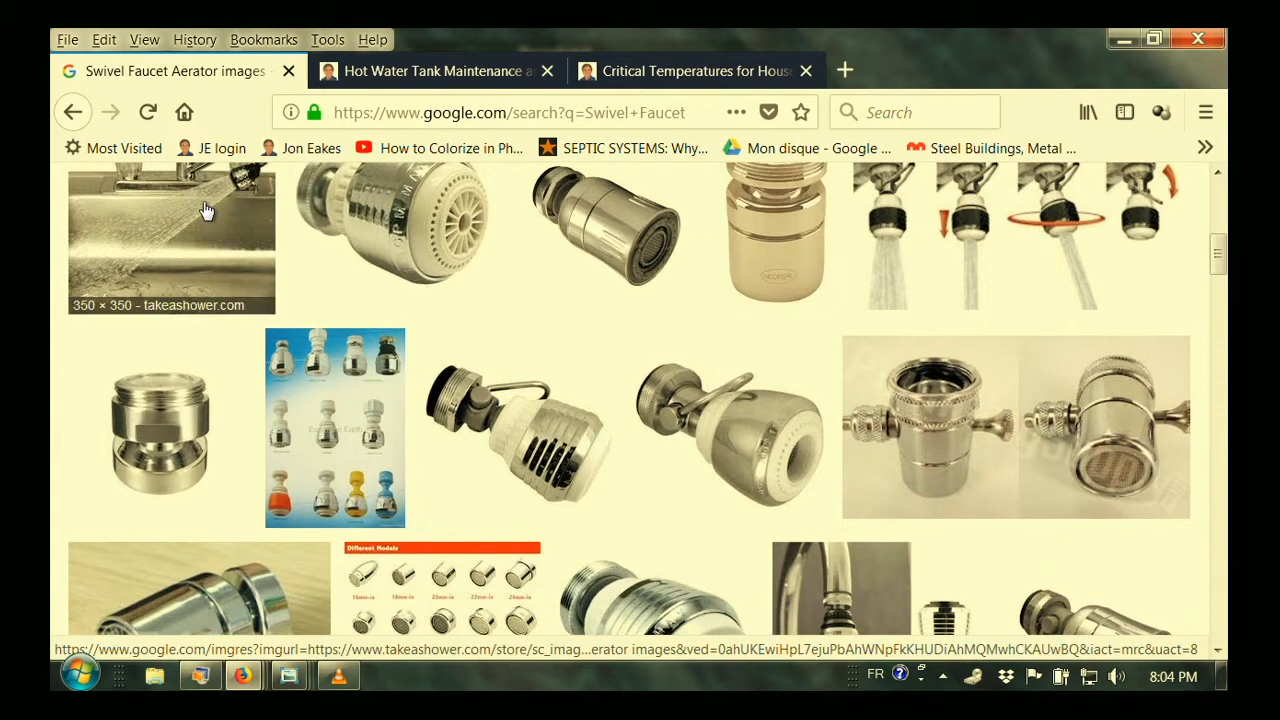 File Edit View History Bookmarks Tools Help
Swivel Faucet Aerator images -
Hot Water Tank Maintenance a
Critical Temperatures for House
https://www.google.com/search?q=Swivel+Faucet
Search
Most Visited JE login Jon Eakes How to Colorize in Ph... SEPTIC SYSTEMS: Why... Mon disque - Google ... Steel Buildings, Metal ...
350 × 350 - takeashower.com
Different Models
https://www.google.com/imgres?imgurl=https://www.takeashower.com/store/sc_imag...erator images&ved=0ahUKEwiHpL7ejuPbAhWNpFkKHUDiAhMQMwhCKAUwBQ&iact=mrc&uact=8
FR 8:04 PM